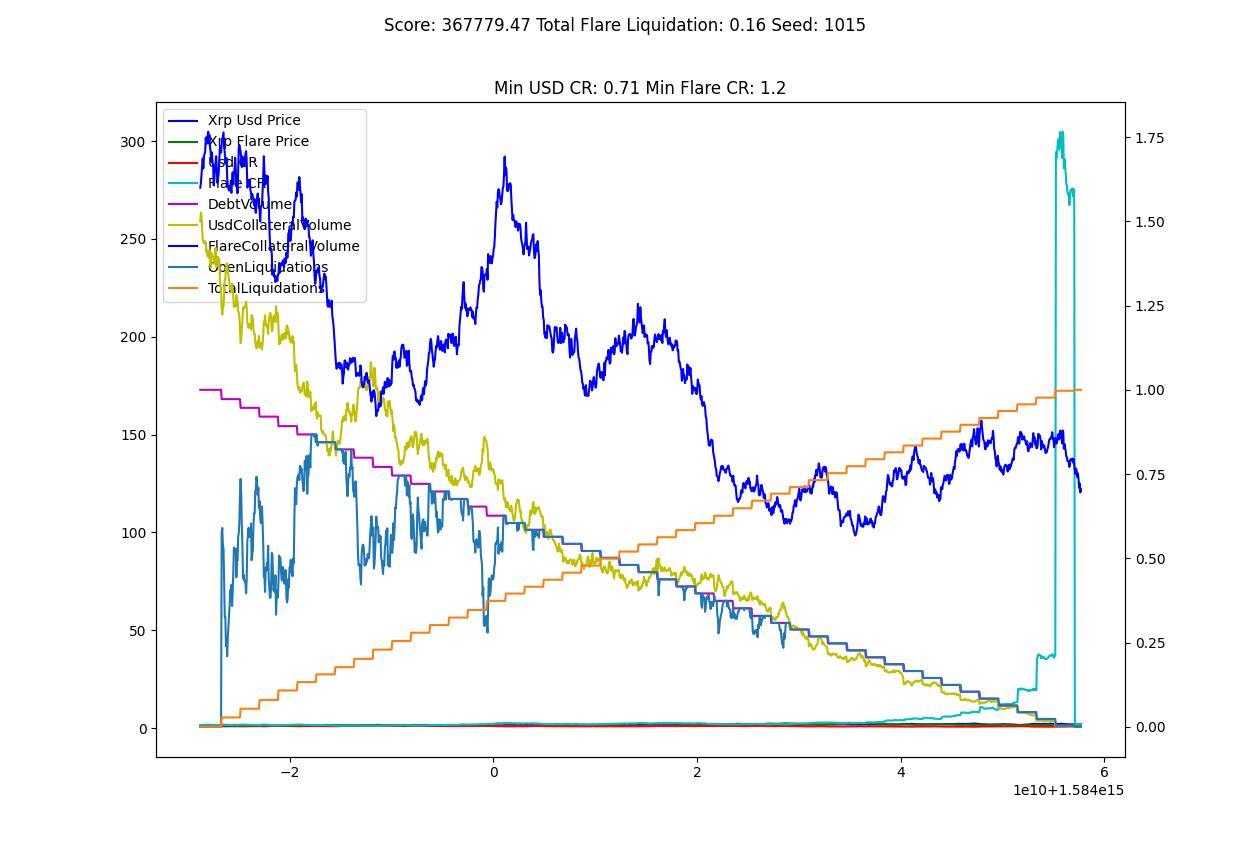 Score: 367779.47 Total Flare Liquidation: 0.16 Seed: 1015
Min USD CR: 0.71 Min Flare CR: 1.2
Xrp Usd Price
Xrp Flare Price
Usd CR
Flare CR
DebtVolume
UsdCollateralVolume
FlareCollateralVolume
OpenLiquidations
TotalLiquidations
300
250
200
150
100
50
0
1.75
1.50
1.25
1.00
0.75
0.50
0.25
0.00
−2 0 2 4 6
1e10+1.584e15